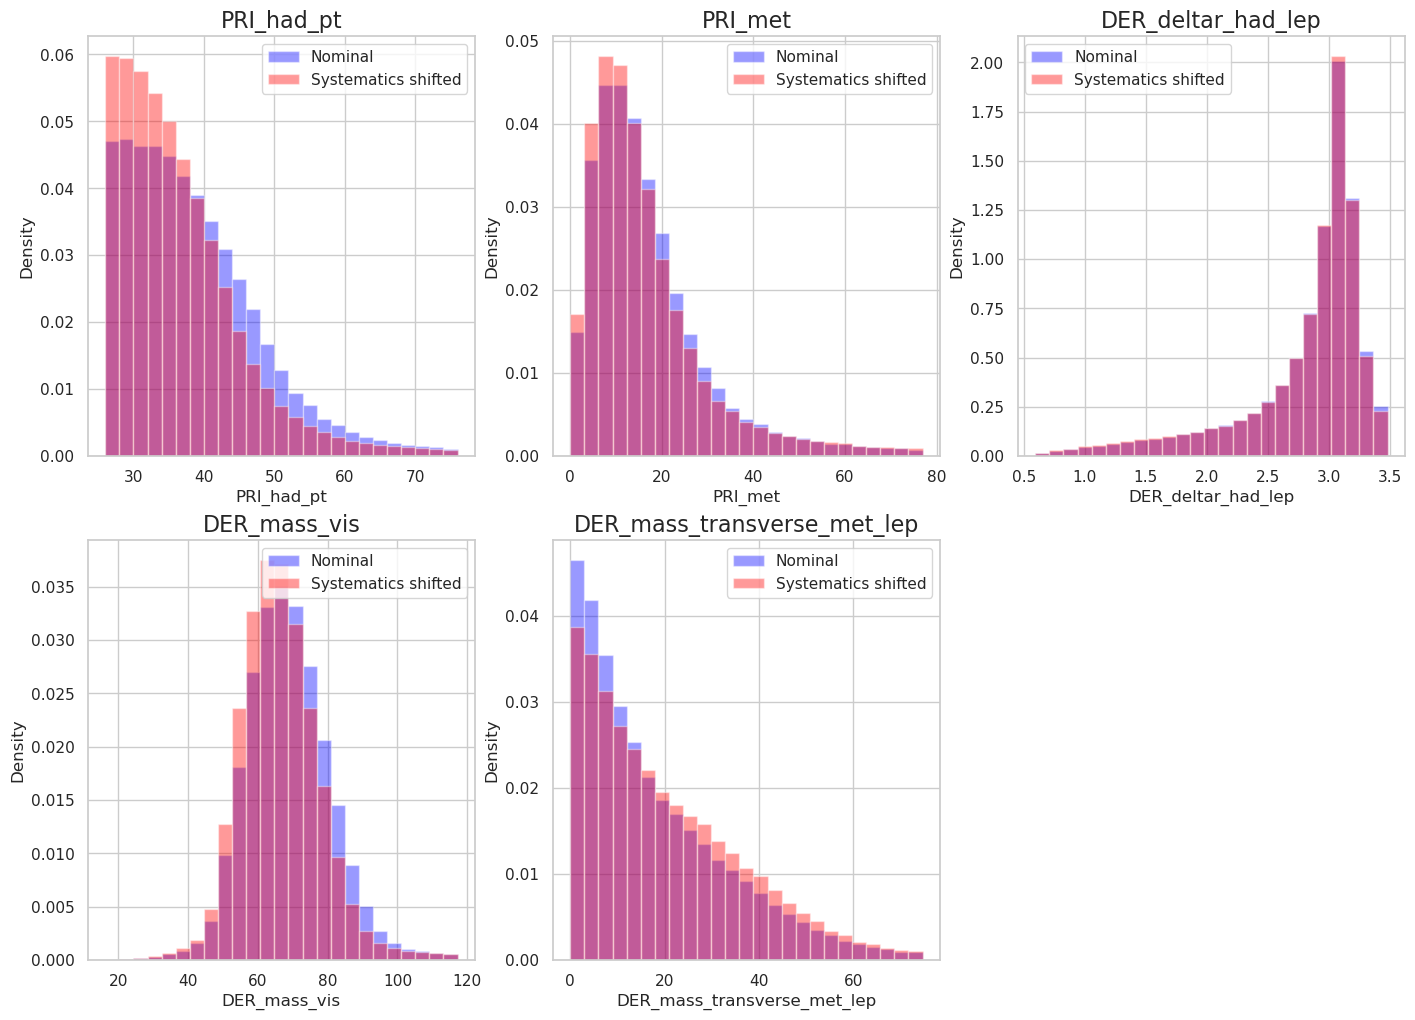 PRI_had_pt
Nominal
Systematics shifted
0.06
0.05
0.04
0.03
0.02
0.01
0.00
Density
30
40
50
60
70
PRI_had_pt
PRI_met
Nominal
Systematics shifted
0.05
0.04
0.03
0.02
0.01
0.00
Density
0
20
40
60
80
PRI_met
DER_deltar_had_lep
Nominal
Systematics shifted
2.00
1.75
1.50
1.25
1.00
0.75
0.50
0.25
0.00
Density
0.5
1.0
1.5
2.0
2.5
3.0
3.5
DER_deltar_had_lep
DER_mass_vis
Nominal
Systematics shifted
0.035
0.030
0.025
0.020
0.015
0.010
0.005
0.000
Density
20
40
60
80
100
120
DER_mass_vis
DER_mass_transverse_met_lep
Nominal
Systematics shifted
0.04
0.03
0.02
0.01
0.00
Density
0
20
40
60
DER_mass_transverse_met_lep